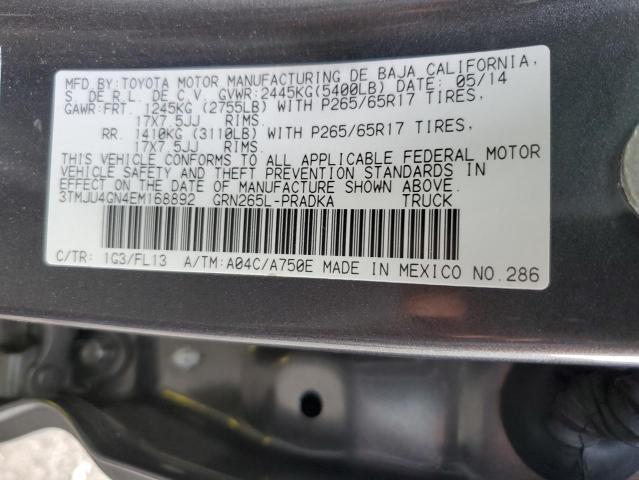 MFD.BY:TOYOTA MOTOR MANUFACTURING DE BAJA CALIFORNIA,
S. DE R.L. DE C.V. GVWR:2445KG(5400LB) DATE: 05/14
GAWR:FRT. 1245KG (2755LB) WITH P265/65R17 TIRES,
17X7.5JJ RIMS.
RR. 1410KG (3110LB) WITH P265/65R17 TIRES,
17X7.5JJ RIMS.
THIS VEHICLE CONFORMS TO ALL APPLICABLE FEDERAL MOTOR
VEHICLE SAFETY AND THEFT PREVENTION STANDARDS IN
EFFECT ON THE DATE OF MANUFACTURE SHOWN ABOVE.
3TMJU4GN4EM168892 GRN265L-PRADKA TRUCK
C/TR: 1G3/FL13 A/TM:A04C/A750E MADE IN MEXICO NO.286